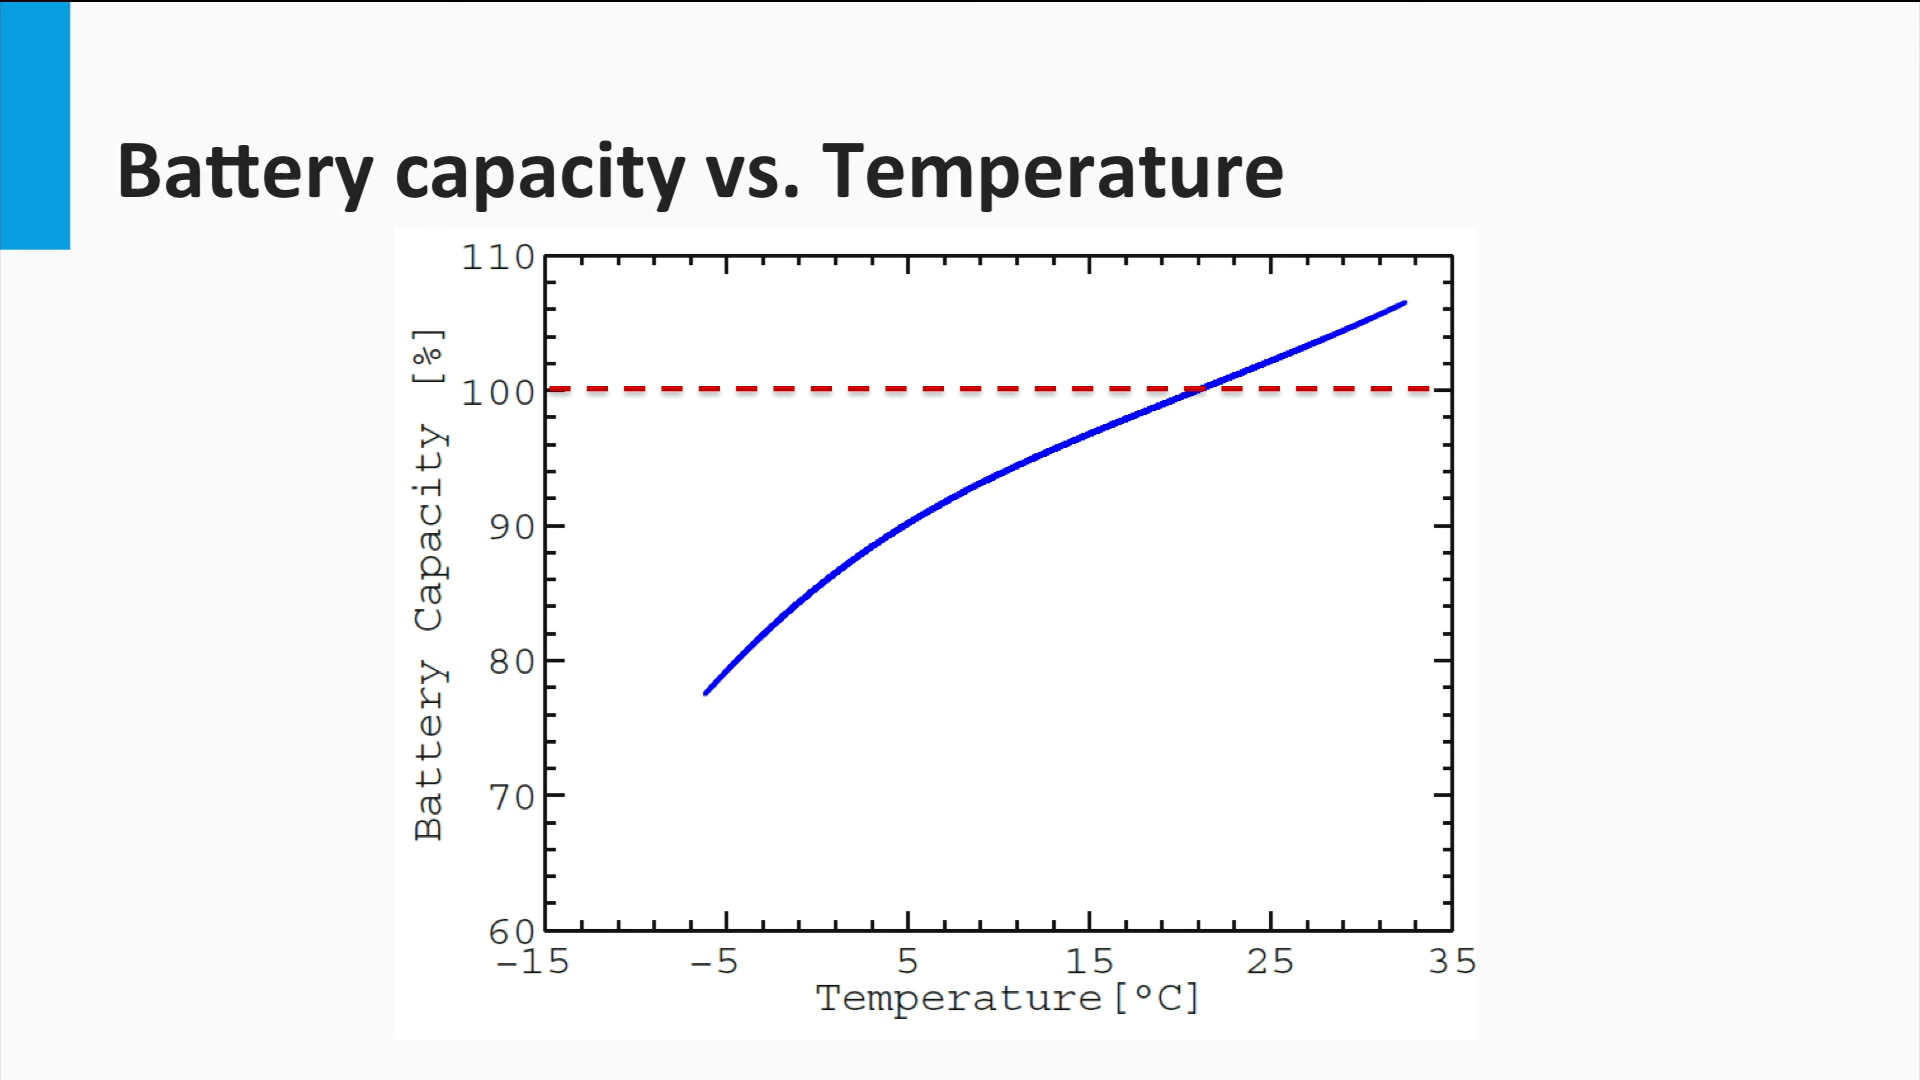 Battery capacity vs. Temperature
110
100
90
80
70
60
Battery Capacity [%]
-15 -5 5 15 25 35
Temperature[°C]